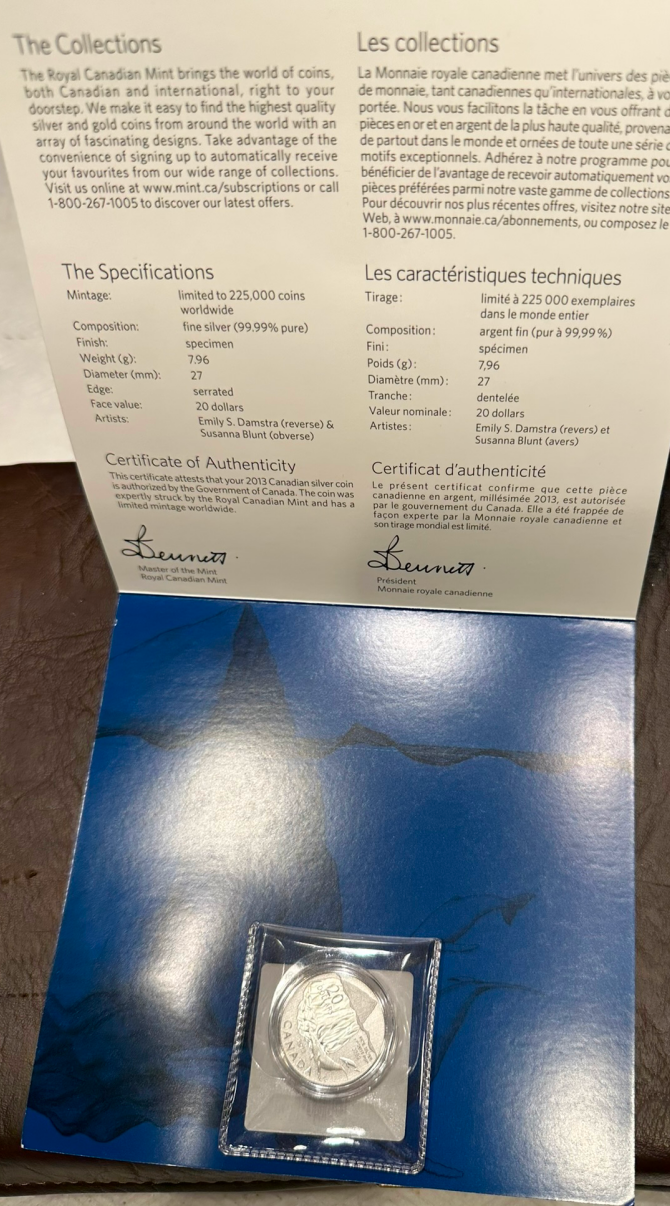 The Collections
The Royal Canadian Mint brings the world of coins,
both Canadian and international, right to your
doorstep. We make it easy to find the highest quality
silver and gold coins from around the world with an
array of fascinating designs. Take advantage of the
convenience of signing up to automatically receive
your favourites from our wide range of collections.
Visit us online at www.mint.ca/subscriptions or call
1-800-267-1005 to discover our latest offers.
Les collections
La Monnaie royale canadienne met l'univers des
de monnaie, tant canadiennes qu'internationales, à
portée. Nous vous facilitons la tâche en vous offrant
pièces en or et en argent de la plus haute qualité,
de partout dans le monde et ornées de toute une série
motifs exceptionnels. Adhérez à notre programme
bénéficier de l'avantage de recevoir automatiquement
pièces préférées parmi notre vaste gamme de collections
Pour découvrir nos plus récentes offres, visitez notre site
Web, à www.monnaie.ca/abonnements, ou composez le
1-800-267-1005.
The Specifications
Mintage: limited to 225,000 coins
worldwide
Composition: fine silver (99.99% pure)
Finish: specimen
Weight (g): 7.96
Diameter (mm): 27
Edge: serrated
Face value: 20 dollars
Artists: Emily S. Damstra (reverse) &
Susanna Blunt (obverse)
Les caractéristiques techniques
Tirage : limité à 225 000 exemplaires
dans le monde entier
Composition : argent fin (pur à 99,99 %)
Fini : spécimen
Poids (g) : 7,96
Diamètre (mm) : 27
Tranche : dentelée
Valeur nominale : 20 dollars
Artistes : Emily S. Damstra (revers) et
Susanna Blunt (avers)
Certificate of Authenticity
This certificate attests that your 2013 Canadian silver coin
is authorized by the Government of Canada. The coin was
expertly struck by the Royal Canadian Mint and has a
limited mintage worldwide.
Bennett
Master of the Mint
Royal Canadian Mint
Certificat d'authenticité
Le présent certificat confirme que cette pièce
canadienne en argent, millésimée 2013, est autorisée
par le gouvernement du Canada. Elle a été frappée de
façon experte par la Monnaie royale canadienne et
son tirage mondial est limité.
Bennett
Président
Monnaie royale canadienne
20
CANADA